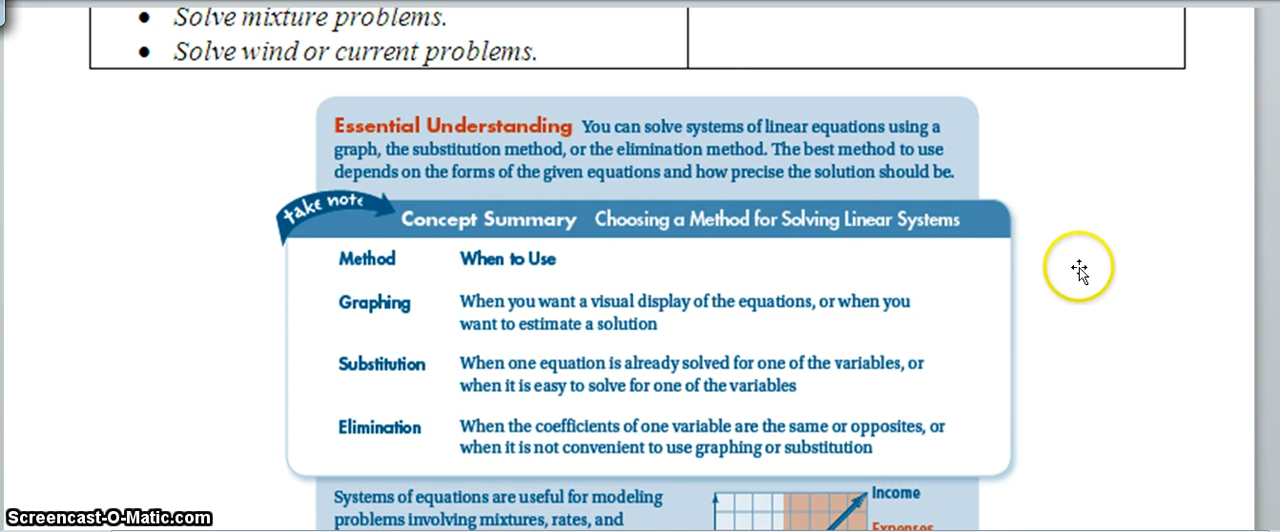 • Solve mixture problems.
• Solve wind or current problems.
Essential Understanding You can solve systems of linear equations using a
graph, the substitution method, or the elimination method. The best method to use
depends on the forms of the given equations and how precise the solution should be.
take note
Concept Summary Choosing a Method for Solving Linear Systems
Method When to Use
Graphing When you want a visual display of the equations, or when you
want to estimate a solution
Substitution When one equation is already solved for one of the variables, or
when it is easy to solve for one of the variables
Elimination When the coefficients of one variable are the same or opposites, or
when it is not convenient to use graphing or substitution
Systems of equations are useful for modeling
problems involving mixtures, rates, and
Income
Expenses
Screencast-O-Matic.com